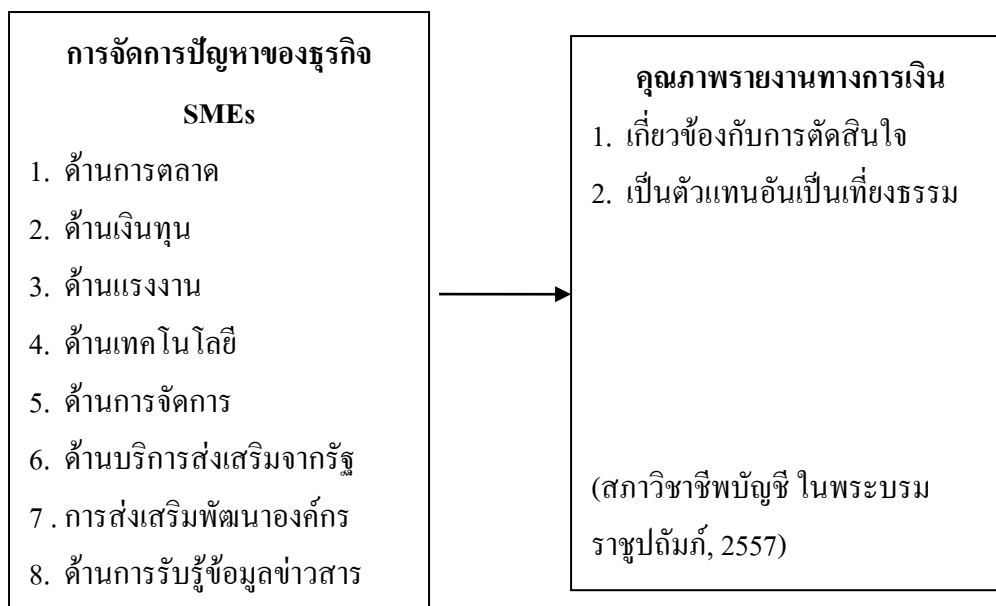 การจัดการปัญหาของธุรกิจ
SMEs
1. ด้านการตลาด
2. ด้านเงินทุน
3. ด้านแรงงาน
4. ด้านเทคโนโลยี
5. ด้านการจัดการ
6. ด้านบริการส่งเสริมจากรัฐ
7 . การส่งเสริมพัฒนาองค์กร
8. ด้านการรับรู้ข้อมูลข่าวสาร
คุณภาพรายงานทางการเงิน
1. เกี่ยวข้องกับการตัดสินใจ
2. เป็นตัวแทนอันเป็นเที่ยงธรรม
(สภาวิชาชีพบัญชี ในพระบรม
ราชูปถัมภ์, 2557)